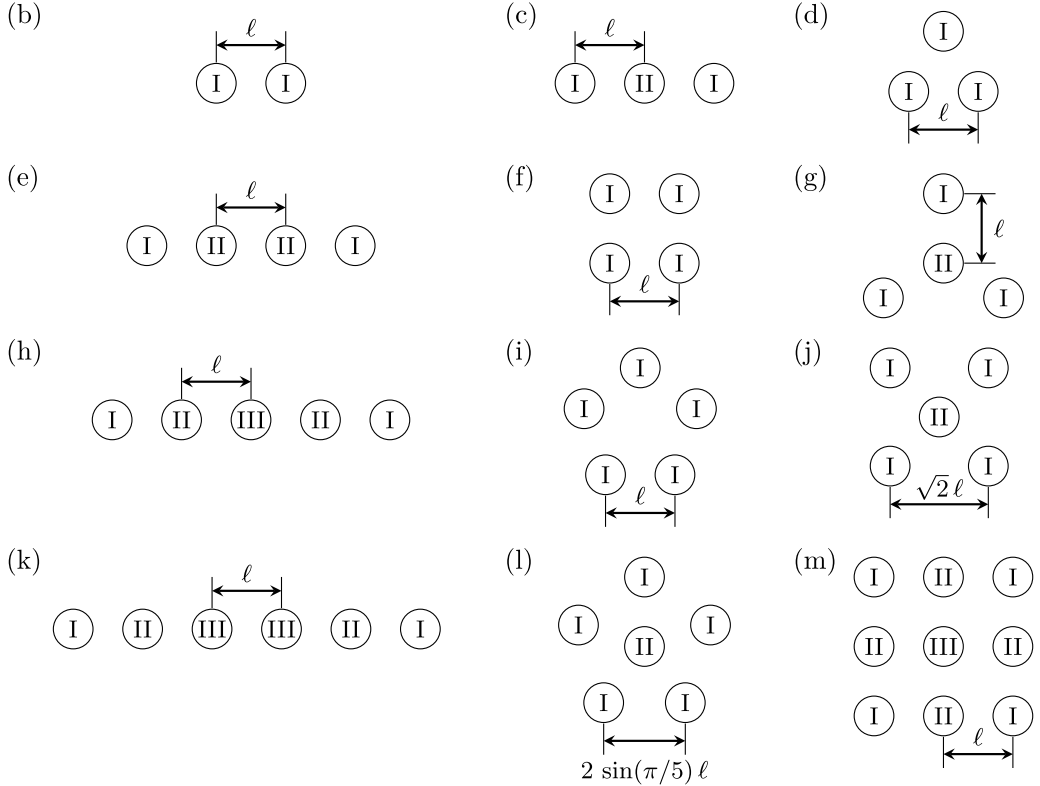 (b)
ℓ
I I
(c)
ℓ
I II I
(d)
I
I I
ℓ
(e)
ℓ
I II II I
(f)
I I
I I
ℓ
(g)
I
ℓ
II
I I
(h)
ℓ
I II III II I
(i)
I
I I
I I
ℓ
(j)
I I
II
I I
√2 ℓ
(k)
ℓ
I II III III II I
(l)
I
I I
II
I I
2 sin(π/5) ℓ
(m)
I II I
II III II
I II I
ℓ